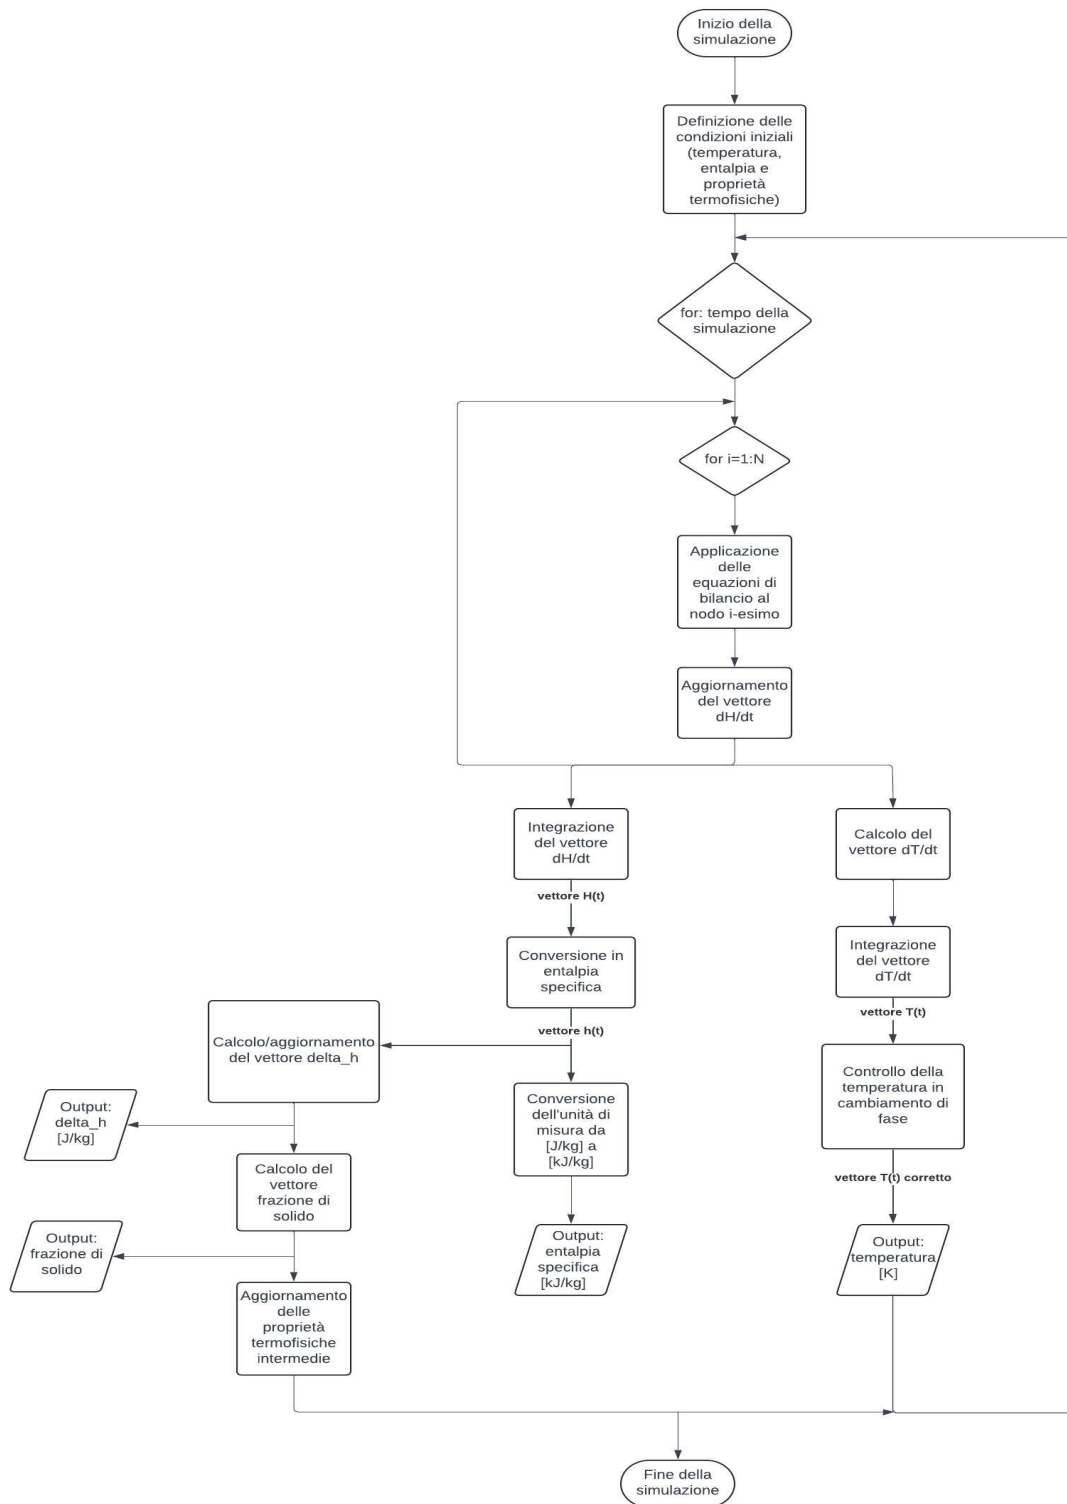 Inizio della
simulazione
Definizione delle
condizioni iniziali
(temperatura,
entalpia e
proprietà
termofisiche)
for: tempo della
simulazione
for i=1:N
Applicazione
delle
equazioni di
bilancio al
nodo i-esimo
Aggiornamento
del vettore
dH/dt
Integrazione
del vettore
dH/dt
vettore H(t)
Conversione in
entalpia
specifica
vettore h(t)
Calcolo/aggiornamento
del vettore delta_h
Output:
delta_h
[J/kg]
Calcolo del
vettore
frazione di
solido
Output:
frazione di
solido
Aggiornamento
delle
proprietà
termofisiche
intermedie
Conversione
dell'unità di
misura da
[J/kg] a
[kJ/kg]
Output:
entalpia
specifica
[kJ/kg]
Calcolo del
vettore dT/dt
Integrazione
del vettore
dT/dt
vettore T(t)
Controllo della
temperatura in
cambiamento di
fase
vettore T(t) corretto
Output:
temperatura
[K]
Fine della
simulazione